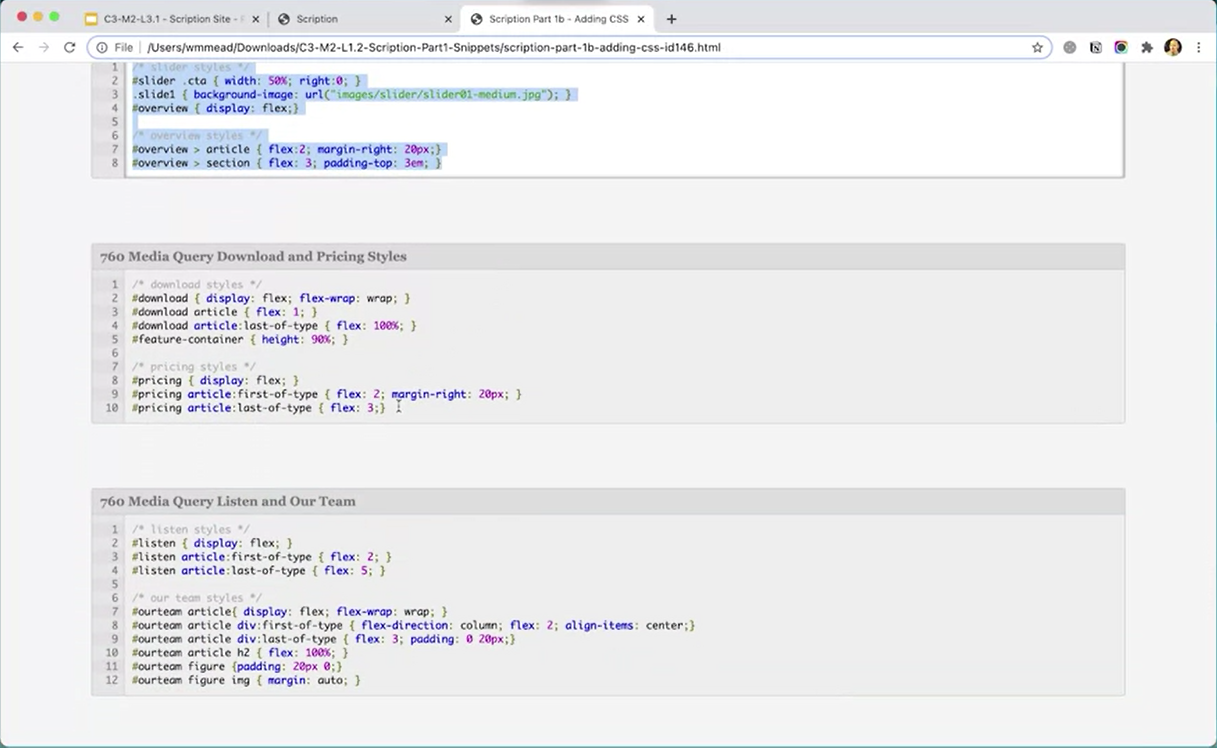 C3-M2-L3.1 - Scription Site -
Scription
Scription Part 1b - Adding CSS
File
/Users/wmmead/Downloads/C3-M2-L1.2-Scription-Part1-Snippets/scription-part-1b-adding-css-id146.html
1 /* slider styles */
2 #slider .cta { width: 50%; right:0; }
3 .slide1 { background-image: url("images/slider/slider01-medium.jpg"); }
4 #overview { display: flex;}
5
6 /* overview styles */
7 #overview > article { flex:2; margin-right: 20px;}
8 #overview > section { flex: 3; padding-top: 3em; }
760 Media Query Download and Pricing Styles
1 /* download styles */
2 #download { display: flex; flex-wrap: wrap; }
3 #download article { flex: 1; }
4 #download article:last-of-type { flex: 100%; }
5 #feature-container { height: 90%; }
6
7 /* pricing styles */
8 #pricing { display: flex; }
9 #pricing article:first-of-type { flex: 2; margin-right: 20px; }
10 #pricing article:last-of-type { flex: 3;}
760 Media Query Listen and Our Team
1 /* listen styles */
2 #listen { display: flex; }
3 #listen article:first-of-type { flex: 2; }
4 #listen article:last-of-type { flex: 5; }
5
6 /* our team styles */
7 #ourteam article{ display: flex; flex-wrap: wrap; }
8 #ourteam article div:first-of-type { flex-direction: column; flex: 2; align-items: center;}
9 #ourteam article div:last-of-type { flex: 3; padding: 0 20px;}
10 #ourteam article h2 { flex: 100%; }
11 #ourteam figure {padding: 20px 0;}
12 #ourteam figure img { margin: auto; }